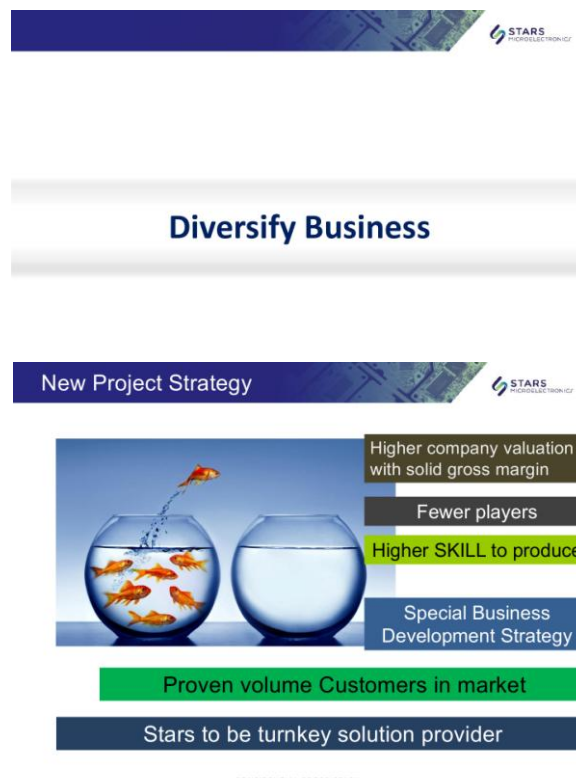 STARS
MICROELECTRONICS
Diversify Business
New Project Strategy
STARS
MICROELECTRONICS
Higher company valuation
with solid gross margin
Fewer players
Higher SKILL to produce
Special Business
Development Strategy
Proven volume Customers in market
Stars to be turnkey solution provider